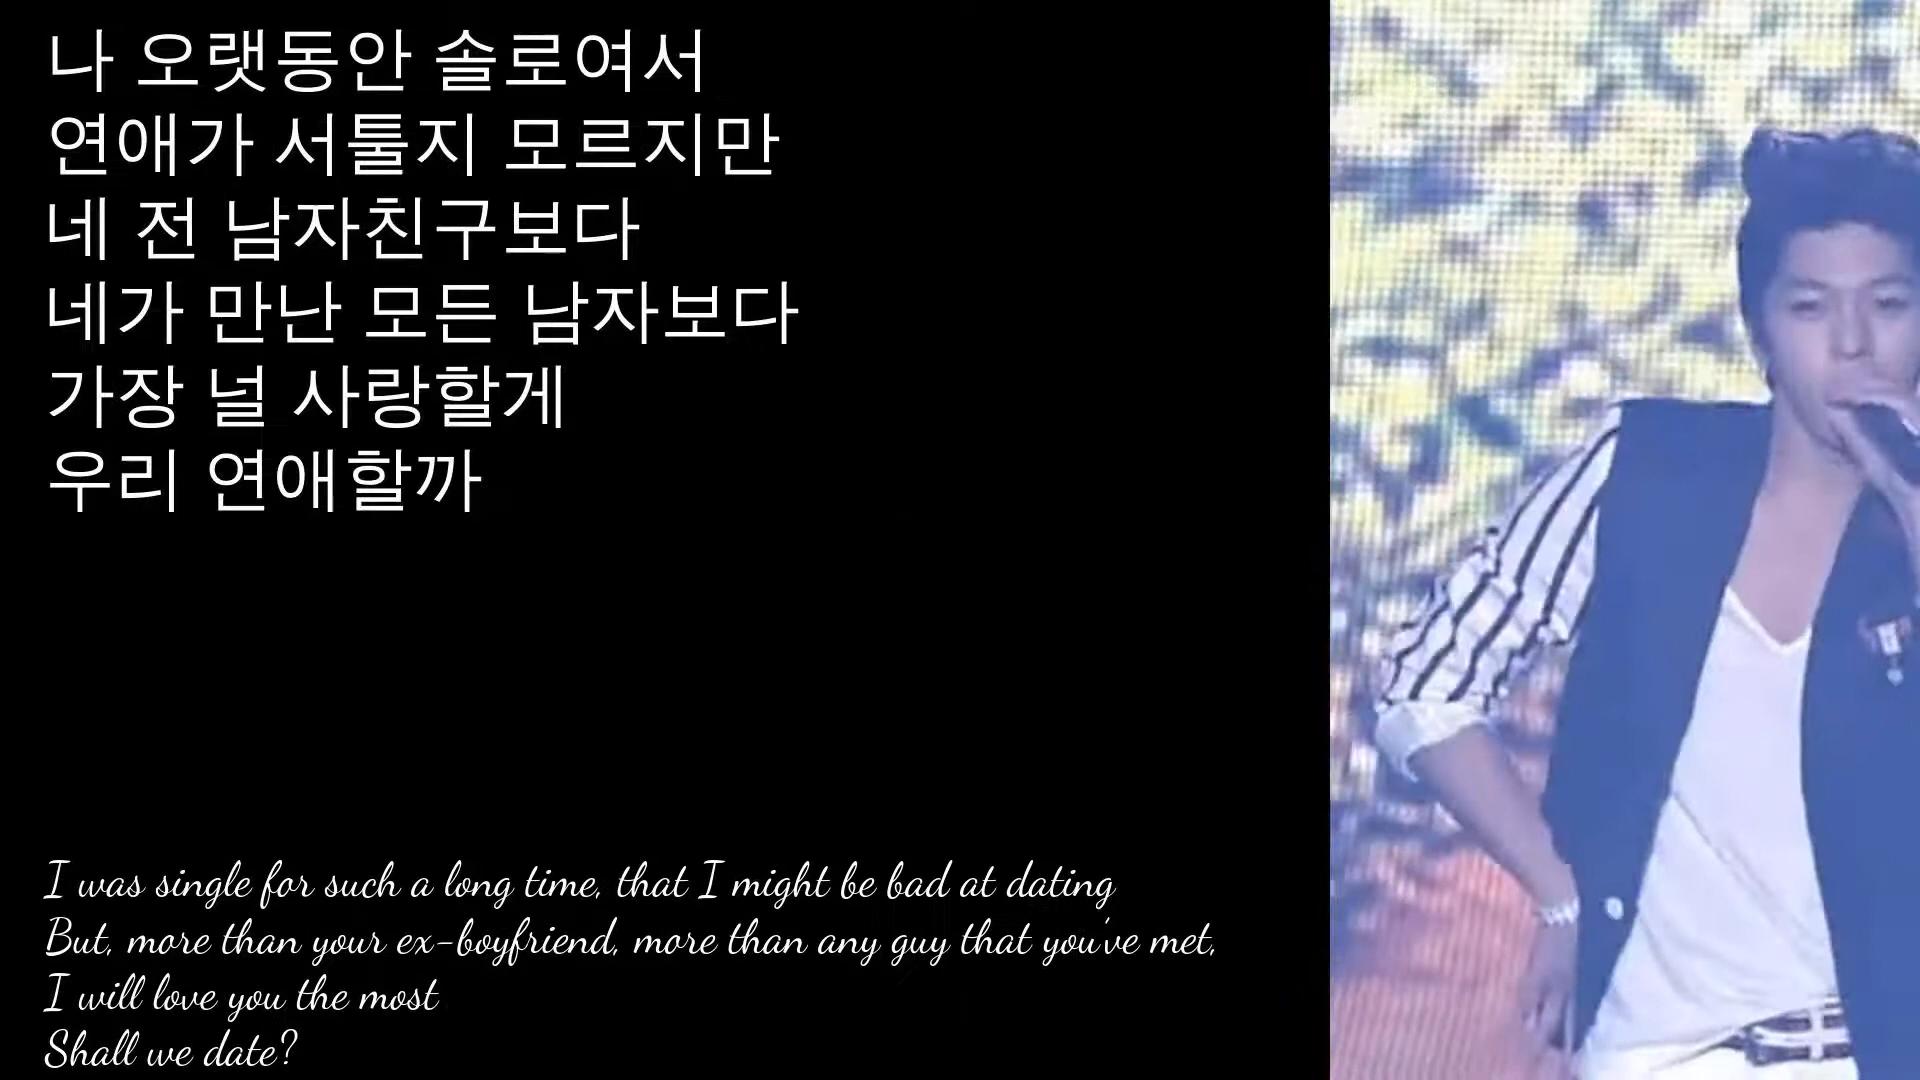 나 오랫동안 솔로여서
연애가 서툴지 모르지만
네 전 남자친구보다
네가 만난 모든 남자보다
가장 널 사랑할게
우리 연애할까
I was single for such a long time, that I might be bad at dating
But, more than your ex-boyfriend, more than any guy that you've met,
I will love you the most
Shall we date?